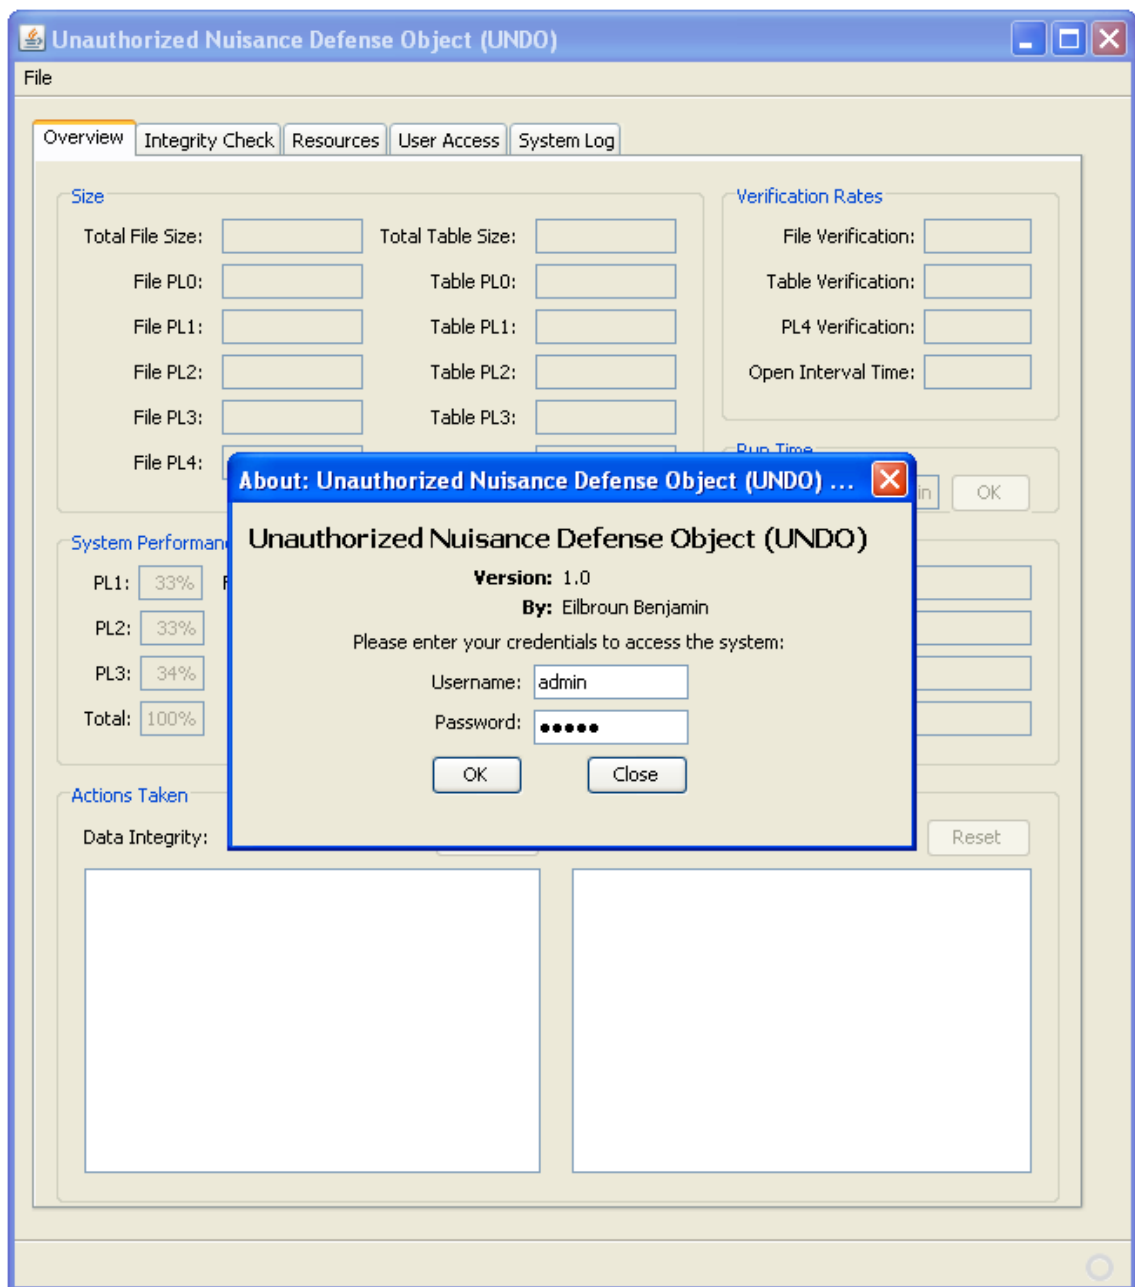 Unauthorized Nuisance Defense Object (UNDO)
File
Overview Integrity Check Resources User Access System Log
Size
Total File Size: Total Table Size:
File PL0: Table PL0:
File PL1: Table PL1:
File PL2: Table PL2:
File PL3: Table PL3:
File PL4:
Verification Rates
File Verification:
Table Verification:
PL4 Verification:
Open Interval Time:
Run Time
OK
System
PL1: 33%
PL2: 33%
PL3: 34%
Total: 100%
About: Unauthorized Nuisance Defense Object (UNDO) ...
Unauthorized Nuisance Defense Object (UNDO)
Version: 1.0
By: Eilbroun Benjamin
Please enter your credentials to access the system:
Username: admin
Password: •••••
OK Close
Actions Taken
Data Integrity: Reset